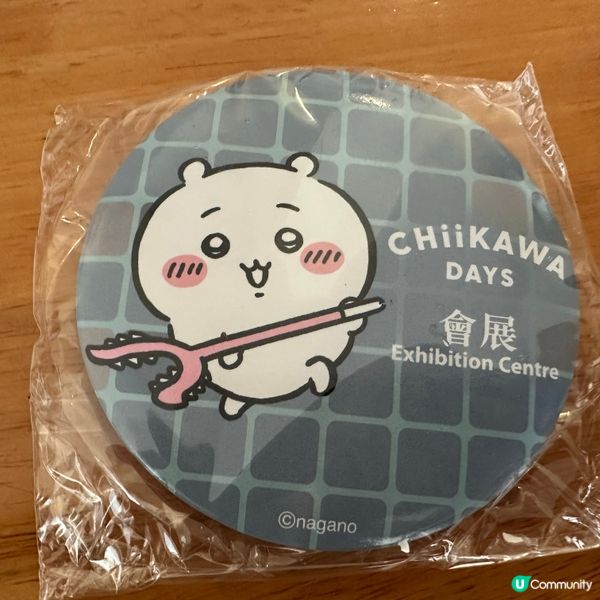 CHiiKAWA
DAYS
會展
Exhibition Centre
©nagano
U Community